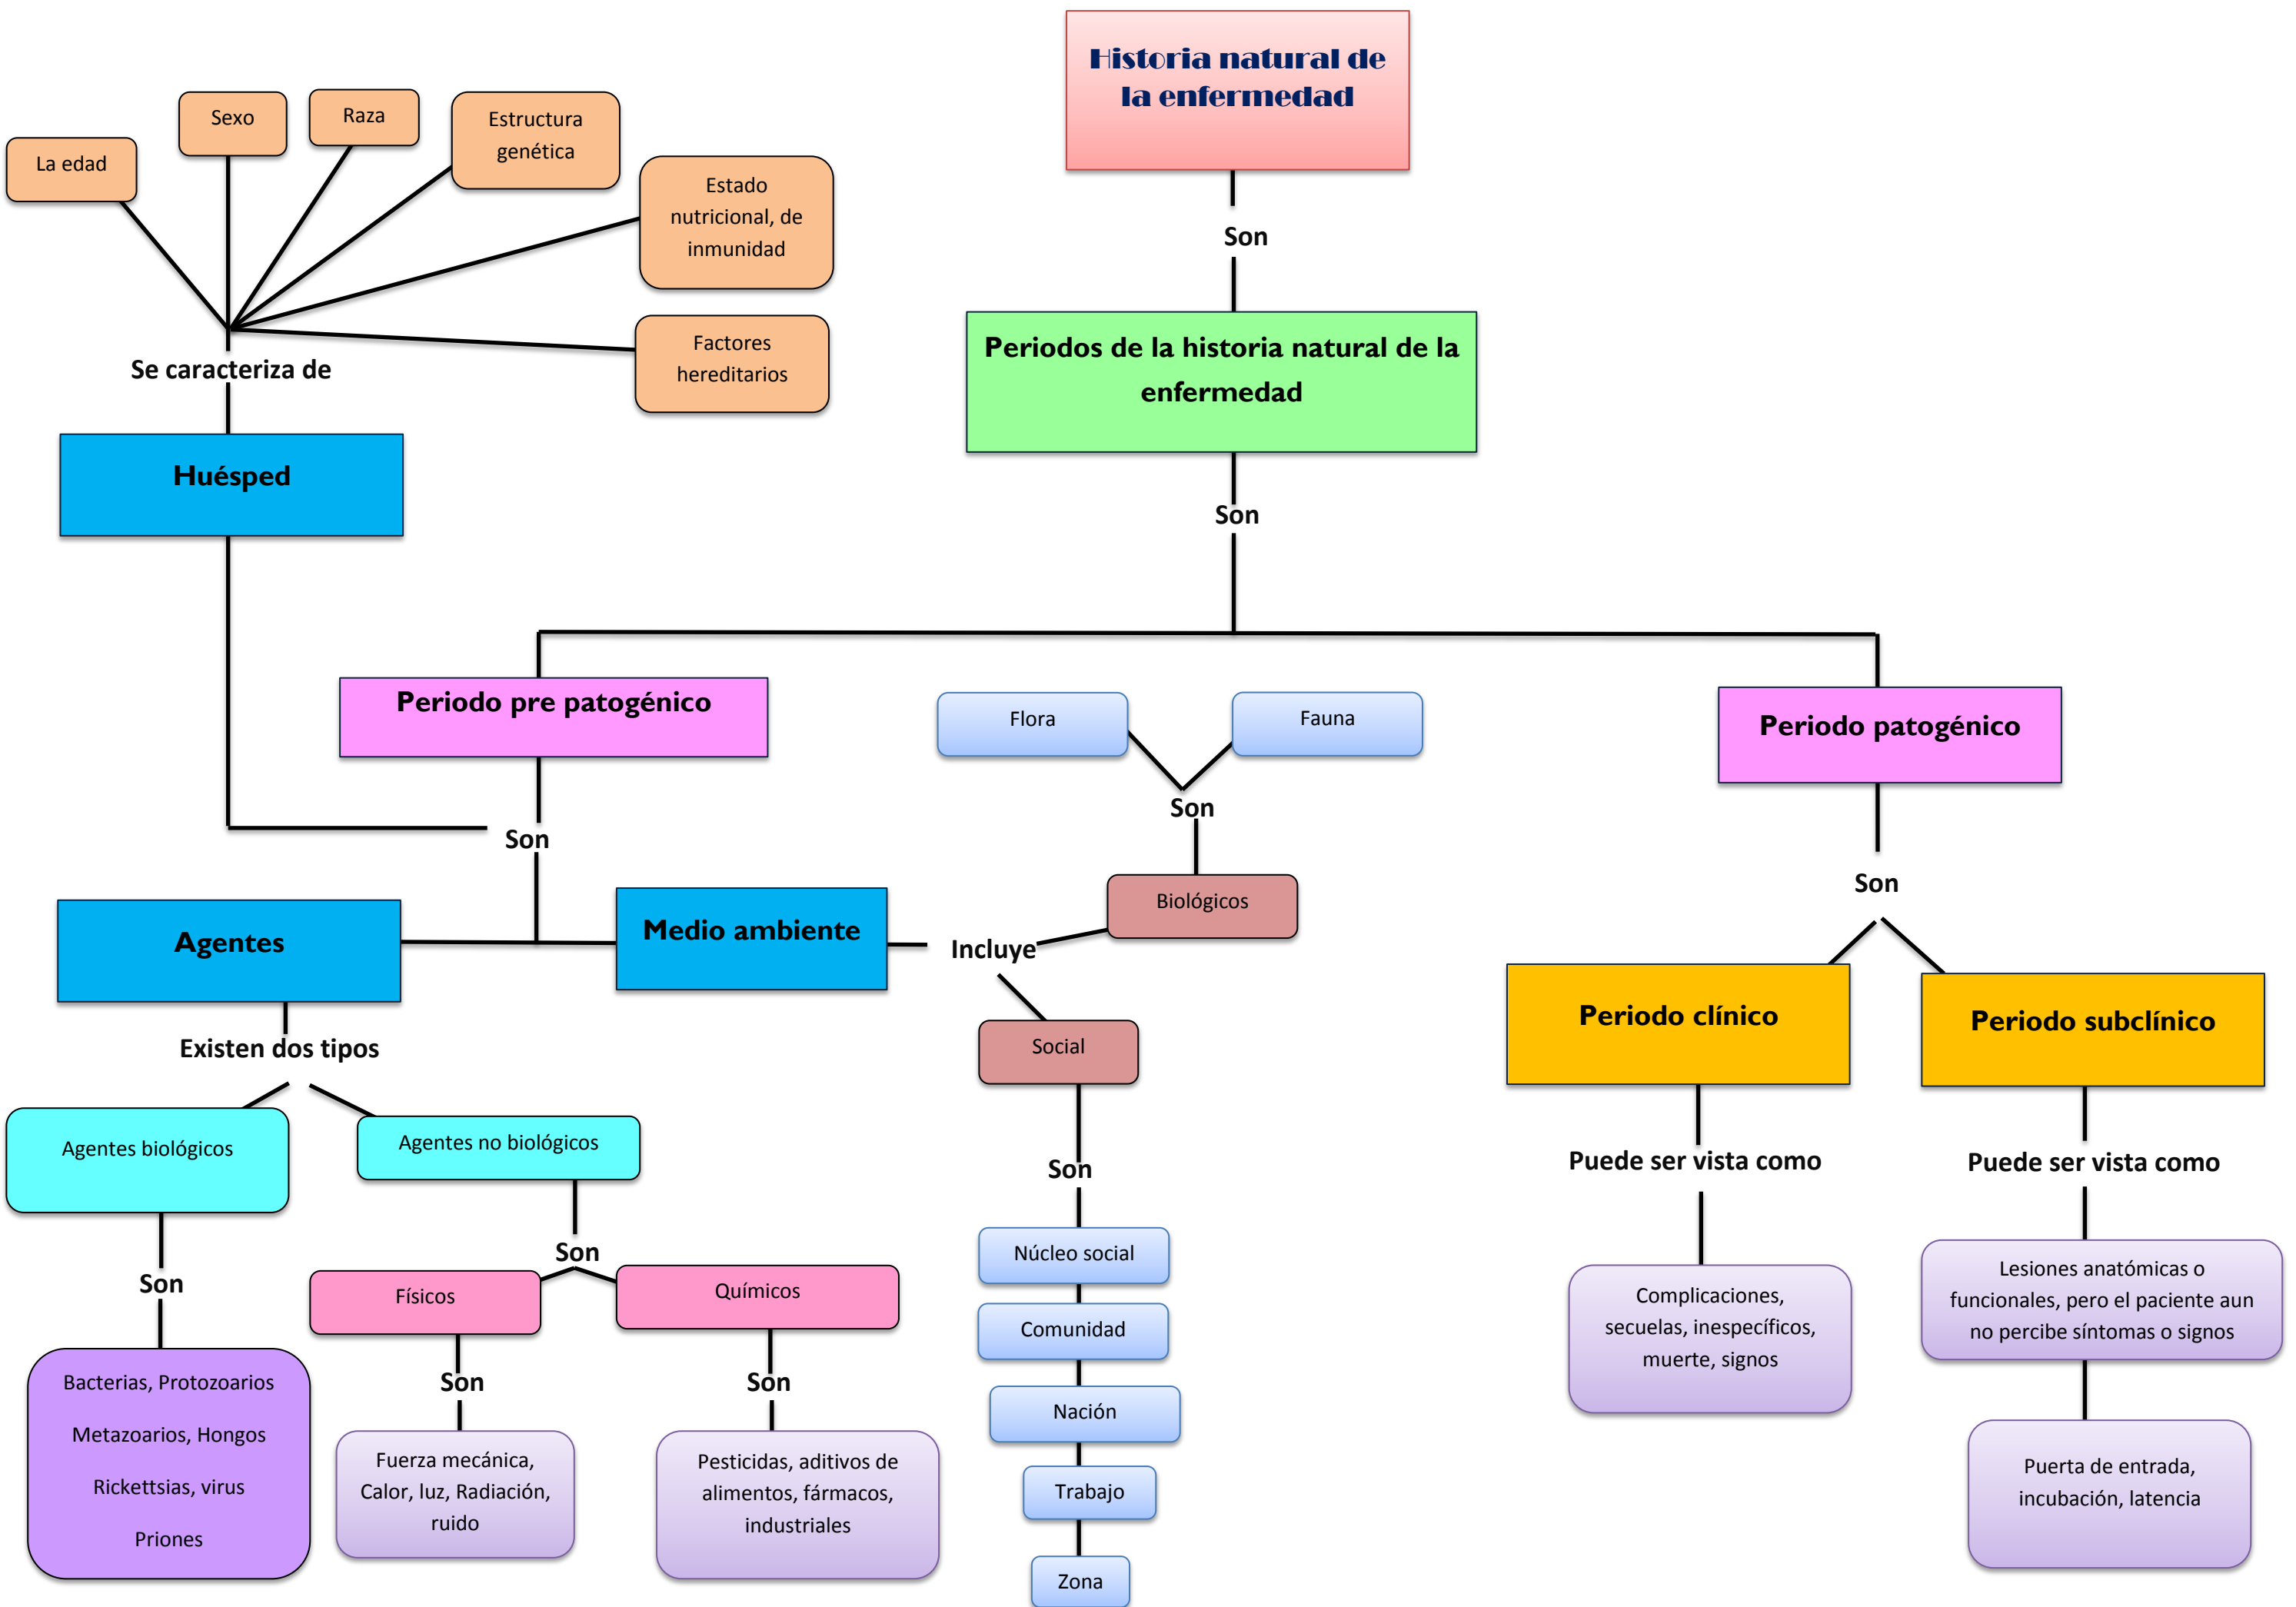 Historia natural de
la enfermedad
Son
Periodos de la historia natural de la
enfermedad
Son
La edad
Sexo
Raza
Estructura
genética
Estado
nutricional, de
inmunidad
Factores
hereditarios
Se caracteriza de
Huésped
Periodo pre patogénico
Son
Agentes
Medio ambiente
Incluye
Flora
Fauna
Son
Biológicos
Social
Son
Núcleo social
Comunidad
Nación
Trabajo
Zona
Existen dos tipos
Agentes biológicos
Son
Bacterias, Protozoarios
Metazoarios, Hongos
Rickettsias, virus
Priones
Agentes no biológicos
Son
Físicos
Son
Fuerza mecánica,
Calor, luz, Radiación,
ruido
Químicos
Son
Pesticidas, aditivos de
alimentos, fármacos,
industriales
Periodo patogénico
Son
Periodo clínico
Puede ser vista como
Complicaciones,
secuelas, inespecíficos,
muerte, signos
Periodo subclínico
Puede ser vista como
Lesiones anatómicas o
funcionales, pero el paciente aun
no percibe síntomas o signos
Puerta de entrada,
incubación, latencia